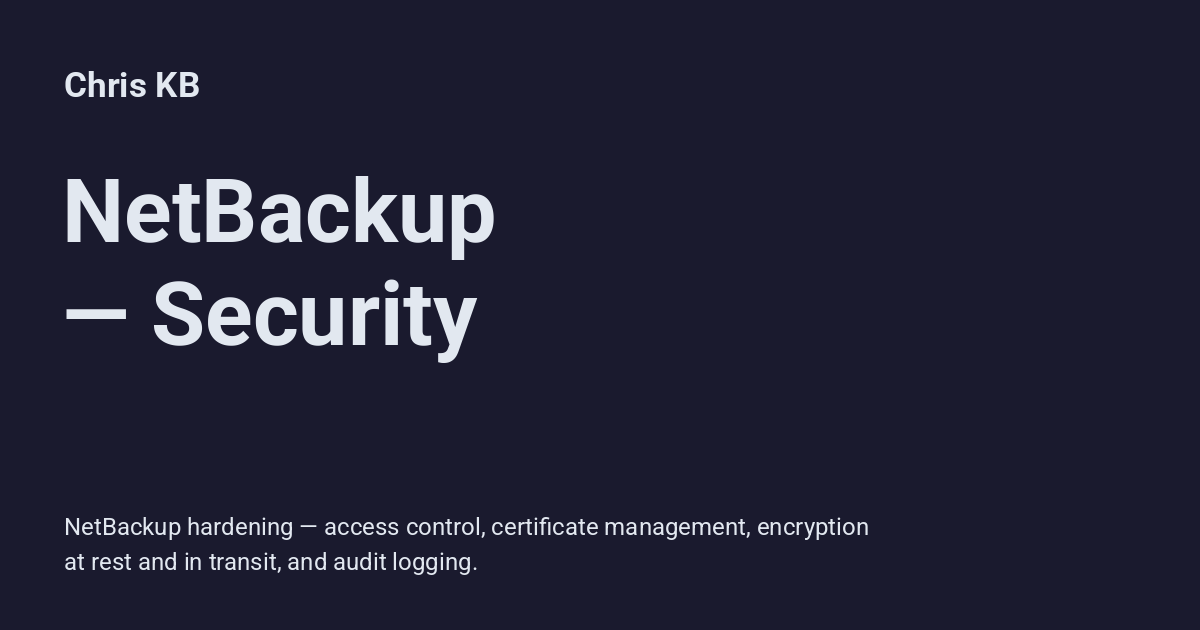 Chris KB
NetBackup
— Security
NetBackup hardening — access control, certificate management, encryption
at rest and in transit, and audit logging.